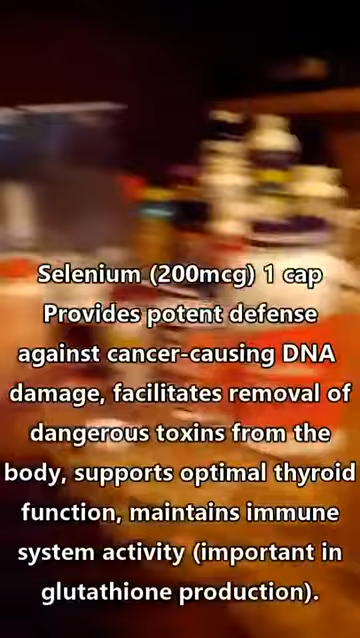 Selenium (200mcg) 1 cap
Provides potent defense
against cancer-causing DNA
damage, facilitates removal of
dangerous toxins from the
body, supports optimal thyroid
function, maintains immune
system activity (important in
glutathione production).